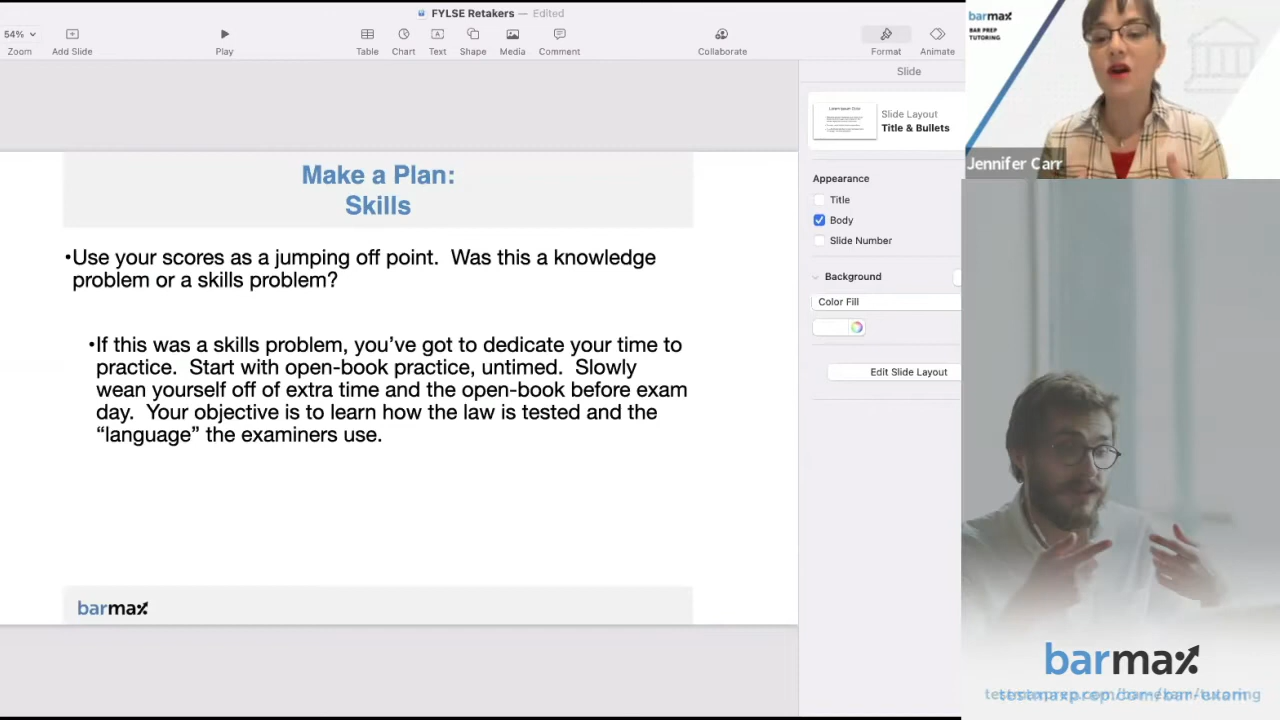 FYLSE Retakers — Edited
54%
Zoom
Add Slide
Play
Table
Chart
Text
Shape
Media
Comment
Collaborate
Format
Animate
Slide
Slide Layout
Title & Bullets
Appearance
Title
Body
Slide Number
Background
Color Fill
Edit Slide Layout
Make a Plan:
Skills
•Use your scores as a jumping off point.  Was this a knowledge
problem or a skills problem?
•If this was a skills problem, you’ve got to dedicate your time to
practice.  Start with open-book practice, untimed.  Slowly
wean yourself off of extra time and the open-book before exam
day.  Your objective is to learn how the law is tested and the
“language” the examiners use.
barmax
barmax
BAR PREP
TUTORING
Jennifer Carr
barmax